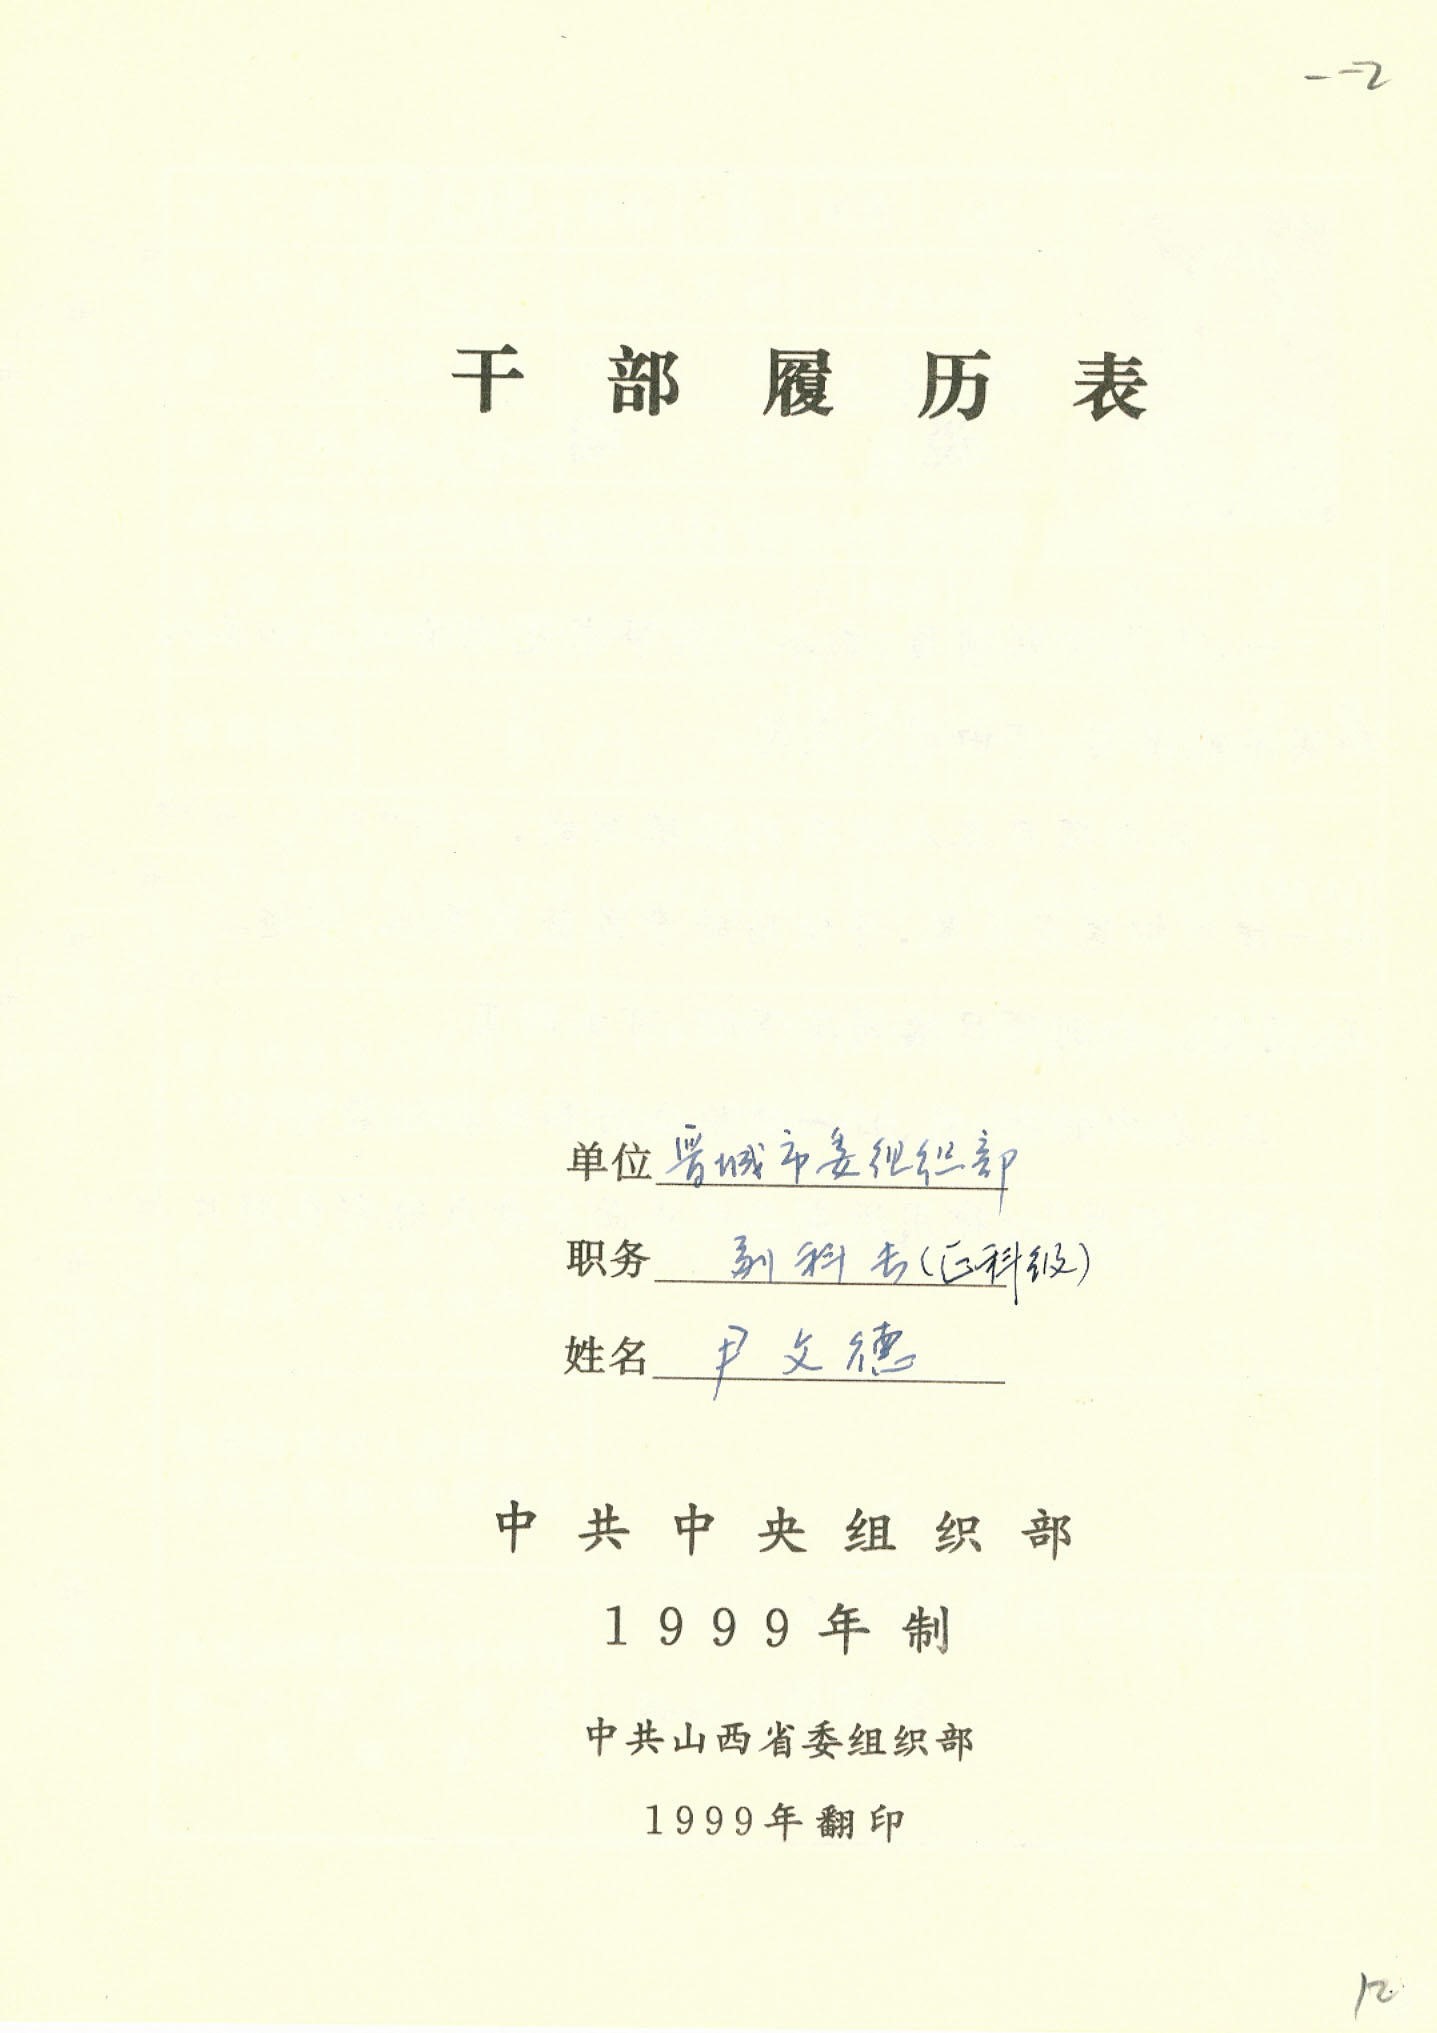 一-2
干部履历表
单位 晋城市委组织部
职务 副科长(正科级)
姓名 尹文德
中共中央组织部
1999年制
中共山西省委组织部
1999年翻印
12